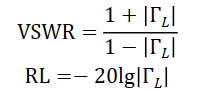 VSWR = 1 + |Γ_L| / 1 − |Γ_L|
RL = − 20lg|Γ_L|